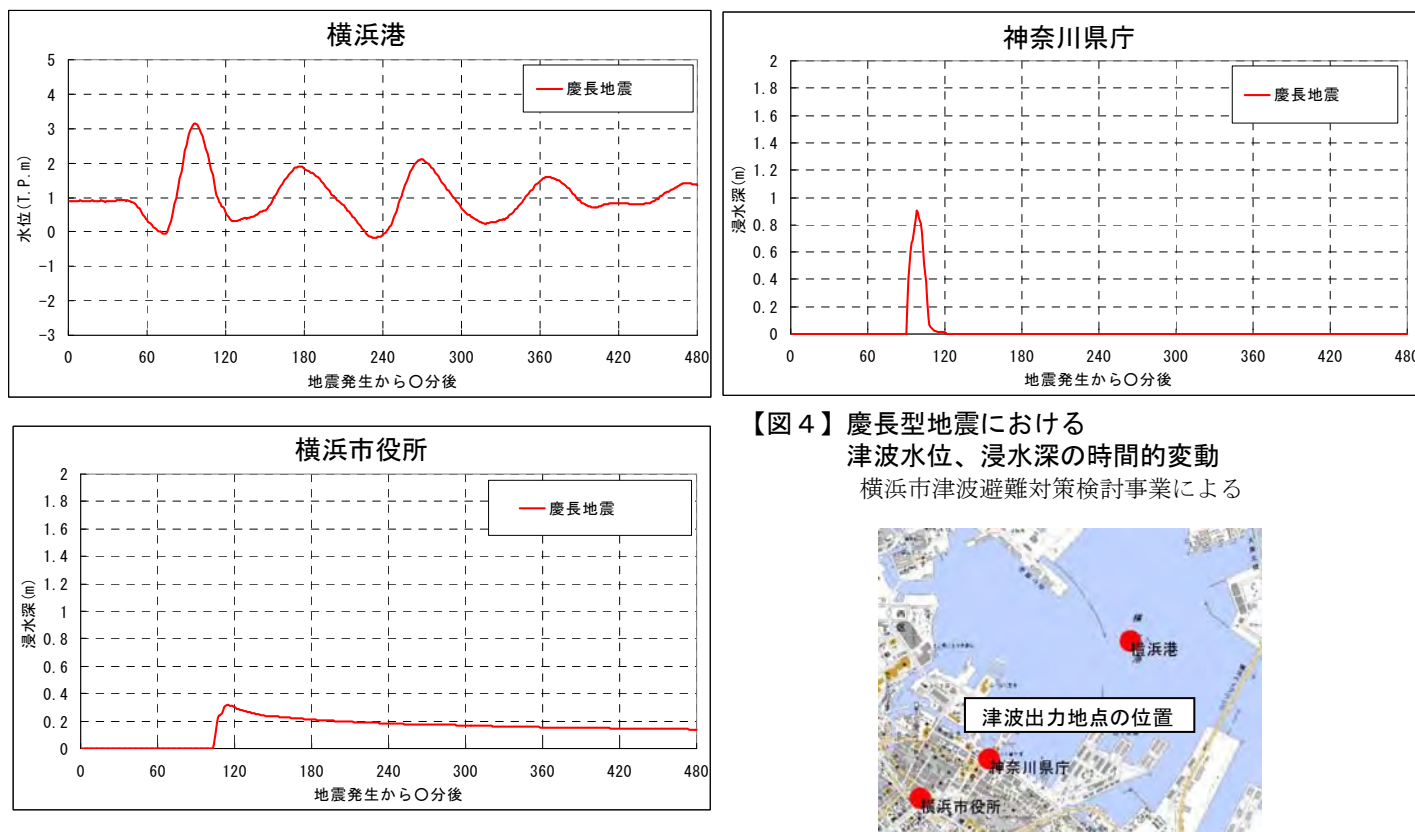 横浜港
5
4
3
2
1
0
-1
-2
-3
水位(T.P.m)
慶長地震
0 60 120 180 240 300 360 420 480
地震発生から〇分後
神奈川県庁
2
1.8
1.6
1.4
1.2
1
0.8
0.6
0.4
0.2
0
浸水深(m)
慶長地震
0 60 120 180 240 300 360 420 480
地震発生から〇分後
横浜市役所
2
1.8
1.6
1.4
1.2
1
0.8
0.6
0.4
0.2
0
浸水深(m)
慶長地震
0 60 120 180 240 300 360 420 480
地震発生から〇分後
【図４】慶長型地震における
津波水位、浸水深の時間的変動
横浜市津波避難対策検討事業による
横浜港
津波出力地点の位置
神奈川県庁
横浜市役所